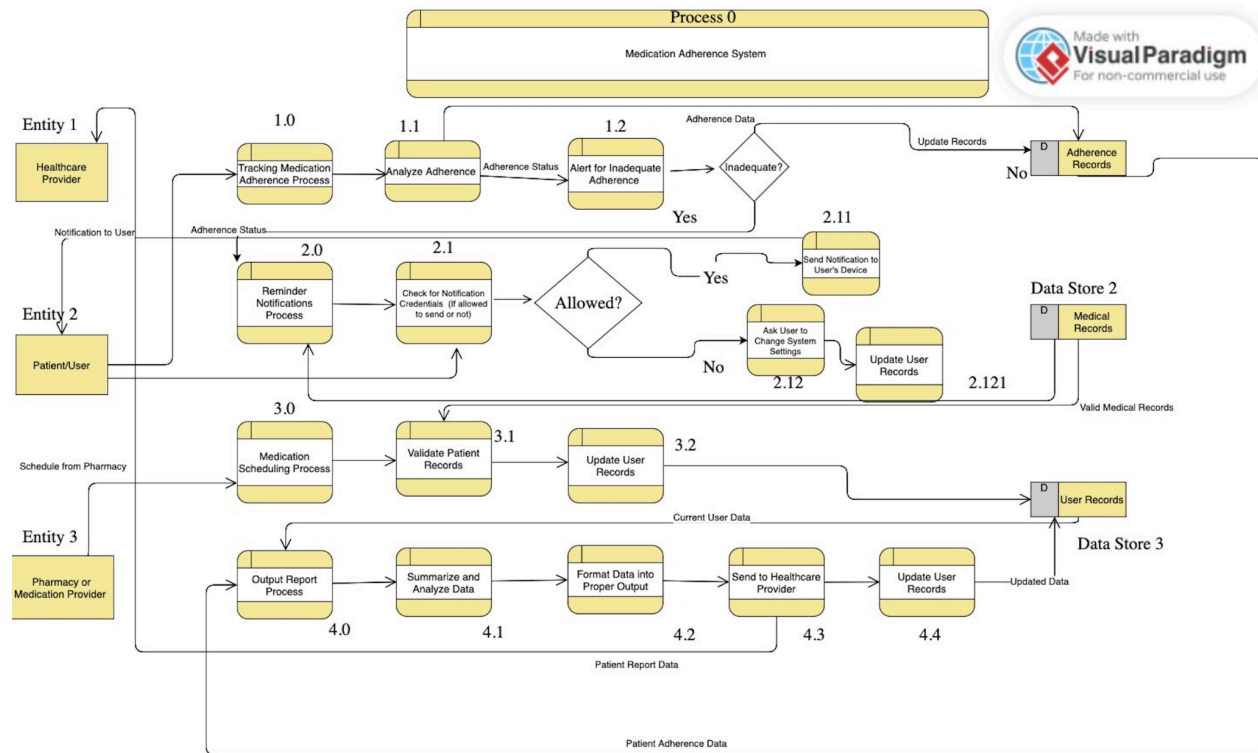 Process 0
Medication Adherence System
Made with
Visual Paradigm
For non-commercial use
Entity 1
Healthcare
Provider
1.0
Tracking Medication
Adherence Process
1.1
Analyze Adherence
Adherence Status
1.2
Alert for Inadequate
Adherence
Adherence Data
Inadequate?
Update Records
No
D
Adherence
Records
Yes
Notification to User
Adherence Status
2.0
Reminder
Notifications
Process
2.1
Check for Notification
Credentials (If allowed
to send or not)
Allowed?
Yes
2.11
Send Notification to
User's Device
No
Ask User to
Change System
Settings
2.12
Update User
Records
2.121
Data Store 2
D
Medical
Records
Valid Medical Records
Entity 2
Patient/User
3.0
Medication
Scheduling Process
3.1
Validate Patient
Records
3.2
Update User
Records
Schedule from Pharmacy
D
User Records
Data Store 3
Current User Data
Entity 3
Pharmacy or
Medication Provider
Output Report
Process
4.0
Summarize and
Analyze Data
4.1
Format Data into
Proper Output
4.2
Send to Healthcare
Provider
4.3
Update User
Records
4.4
Updated Data
Patient Report Data
Patient Adherence Data